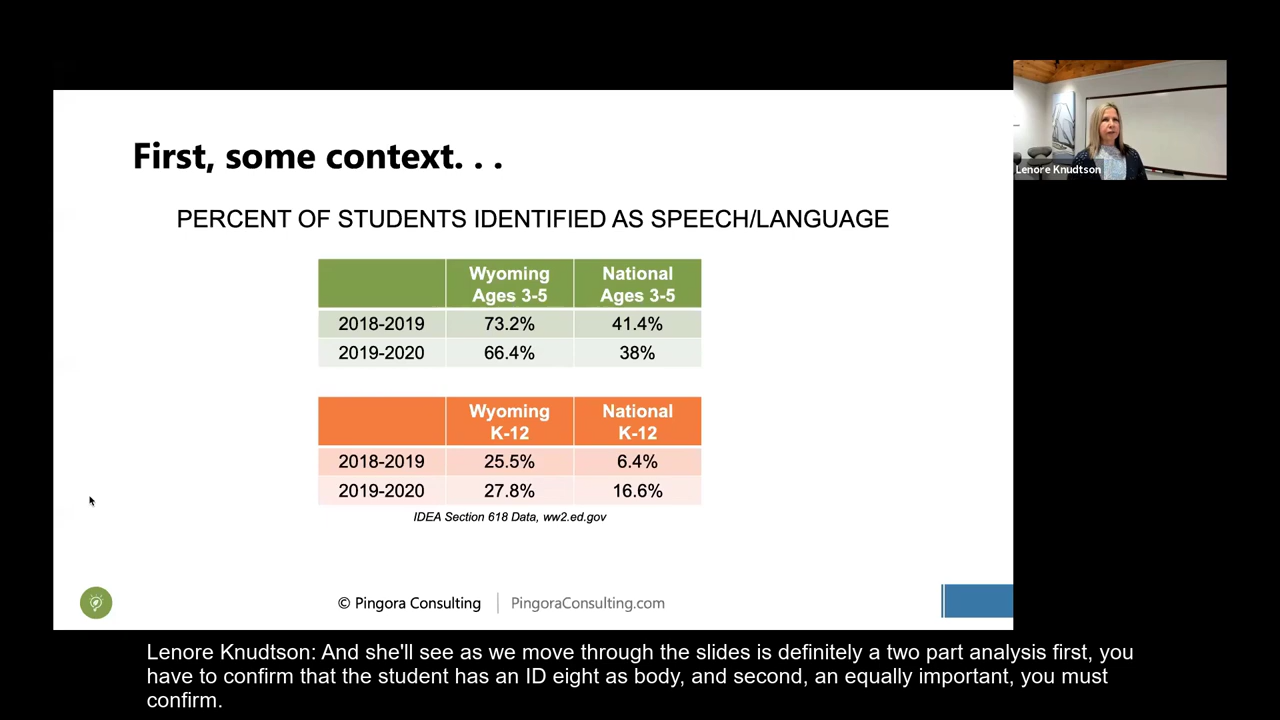 First, some context. . .
PERCENT OF STUDENTS IDENTIFIED AS SPEECH/LANGUAGE
Wyoming National
Ages 3-5 Ages 3-5
2018-2019 73.2% 41.4%
2019-2020 66.4% 38%
Wyoming National
K-12 K-12
2018-2019 25.5% 6.4%
2019-2020 27.8% 16.6%
IDEA Section 618 Data, ww2.ed.gov
© Pingora Consulting PingoraConsulting.com
Lenore Knudtson
Lenore Knudtson: And she'll see as we move through the slides is definitely a two part analysis first, you
have to confirm that the student has an ID eight as body, and second, an equally important, you must
confirm.